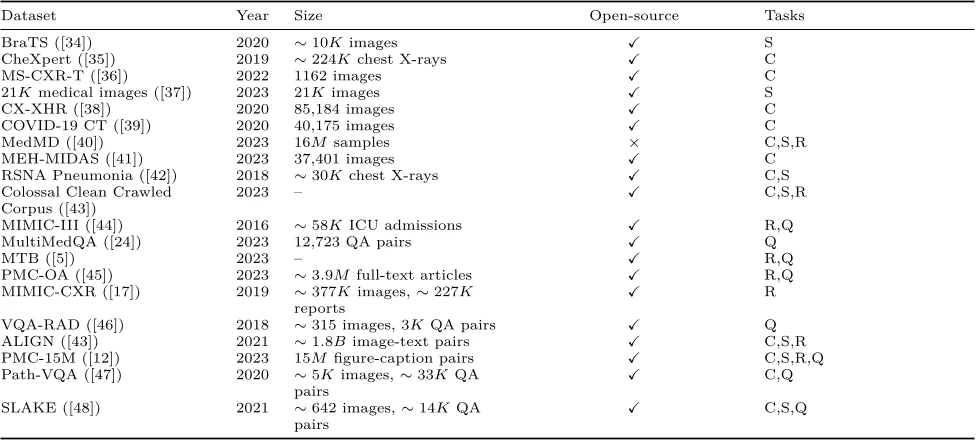 Dataset Year Size Open-source Tasks
BraTS ([34]) 2020 ∼ 10K images ✓ S
CheXpert ([35]) 2019 ∼ 224K chest X-rays ✓ C
MS-CXR-T ([36]) 2022 1162 images ✓ C
21K medical images ([37]) 2023 21K images ✓ S
CX-XHR ([38]) 2020 85,184 images ✓ C
COVID-19 CT ([39]) 2020 40,175 images ✓ C
MedMD ([40]) 2023 16M samples × C,S,R
MEH-MIDAS ([41]) 2023 37,401 images ✓ C
RSNA Pneumonia ([42]) 2018 ∼ 30K chest X-rays ✓ C,S
Colossal Clean Crawled 2023 – ✓ C,S,R
Corpus ([43])
MIMIC-III ([44]) 2016 ∼ 58K ICU admissions ✓ R,Q
MultiMedQA ([24]) 2023 12,723 QA pairs ✓ Q
MTB ([5]) 2023 – ✓ R,Q
PMC-OA ([45]) 2023 ∼ 3.9M full-text articles ✓ R,Q
MIMIC-CXR ([17]) 2019 ∼ 377K images, ∼ 227K ✓ R
reports
VQA-RAD ([46]) 2018 ∼ 315 images, 3K QA pairs ✓ Q
ALIGN ([43]) 2021 ∼ 1.8B image-text pairs ✓ C,S,R
PMC-15M ([12]) 2023 15M figure-caption pairs ✓ C,S,R,Q
Path-VQA ([47]) 2020 ∼ 5K images, ∼ 33K QA ✓ C,Q
pairs
SLAKE ([48]) 2021 ∼ 642 images, ∼ 14K QA ✓ C,S,Q
pairs